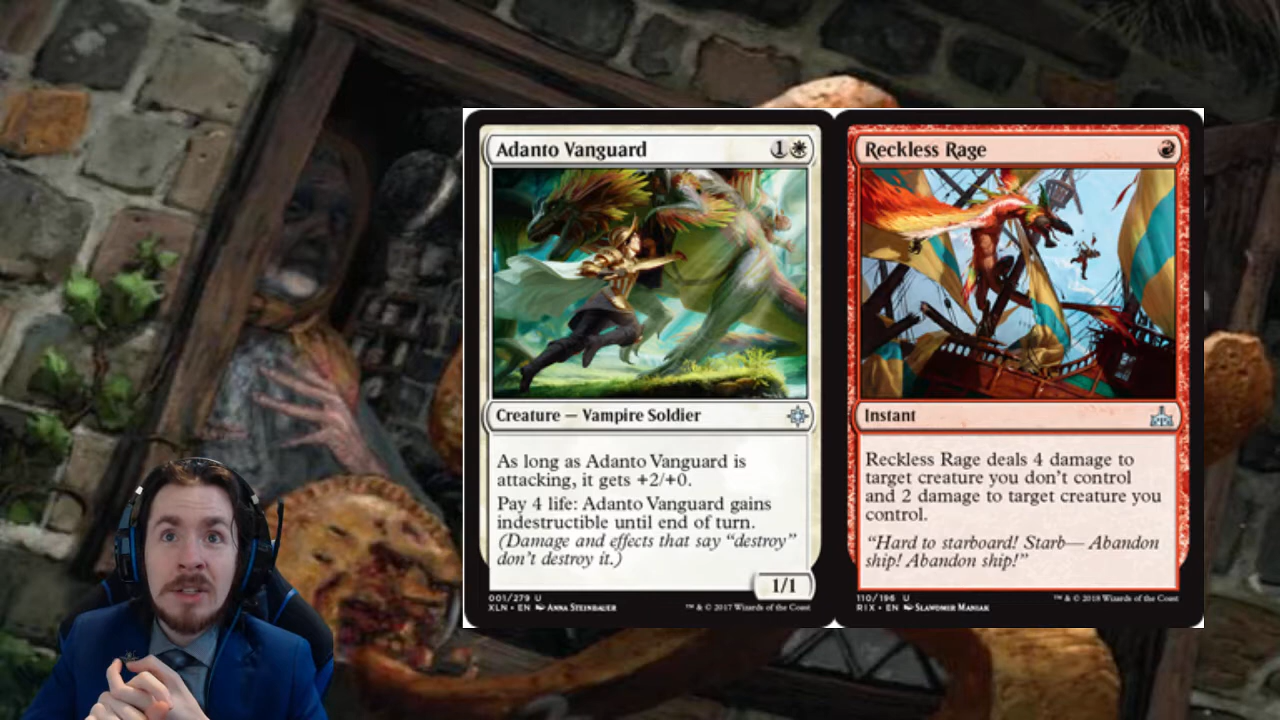 Adanto Vanguard
1
Creature — Vampire Soldier
As long as Adanto Vanguard is
attacking, it gets +2/+0.
Pay 4 life: Adanto Vanguard gains
indestructible until end of turn.
(Damage and effects that say “destroy”
don’t destroy it.)
1/1
001/279 U
XLN • EN Anna Steinbauer
™ & © 2017 Wizards of the Coast
Reckless Rage
Instant
Reckless Rage deals 4 damage to
target creature you don’t control
and 2 damage to target creature you
control.
“Hard to starboard! Starb— Abandon
ship! Abandon ship!”
110/196 U
RIX • EN Slawomir Maniak
™ & © 2018 Wizards of the Coast